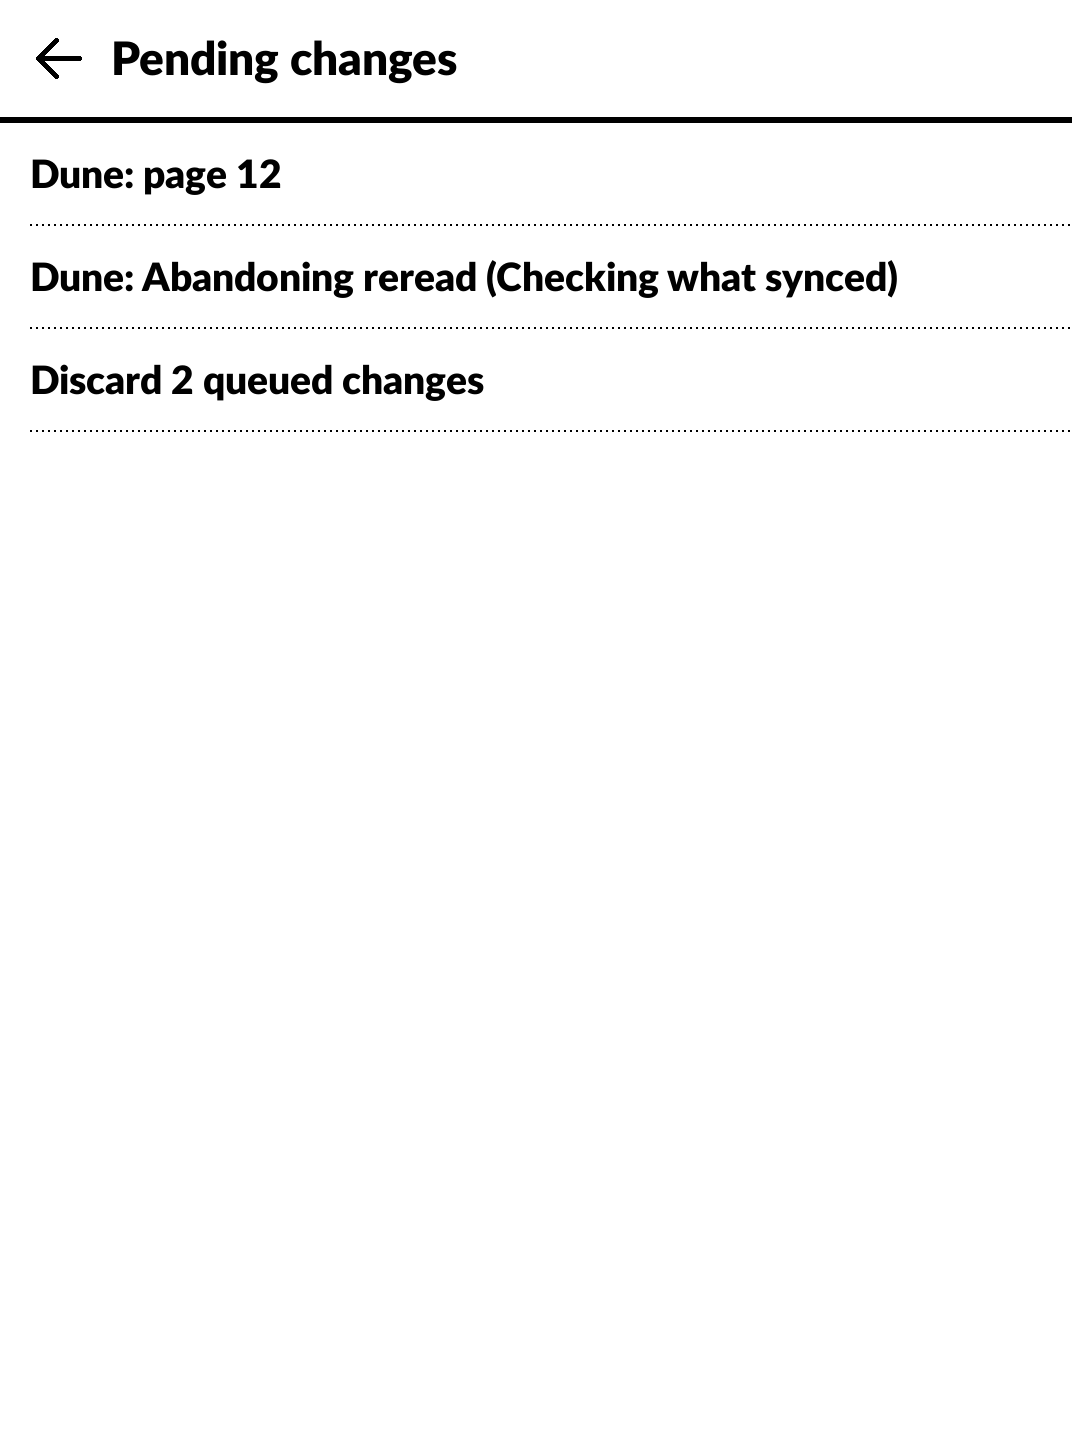 Pending changes
Dune: page 12
Dune: Abandoning reread (Checking what synced)
Discard 2 queued changes